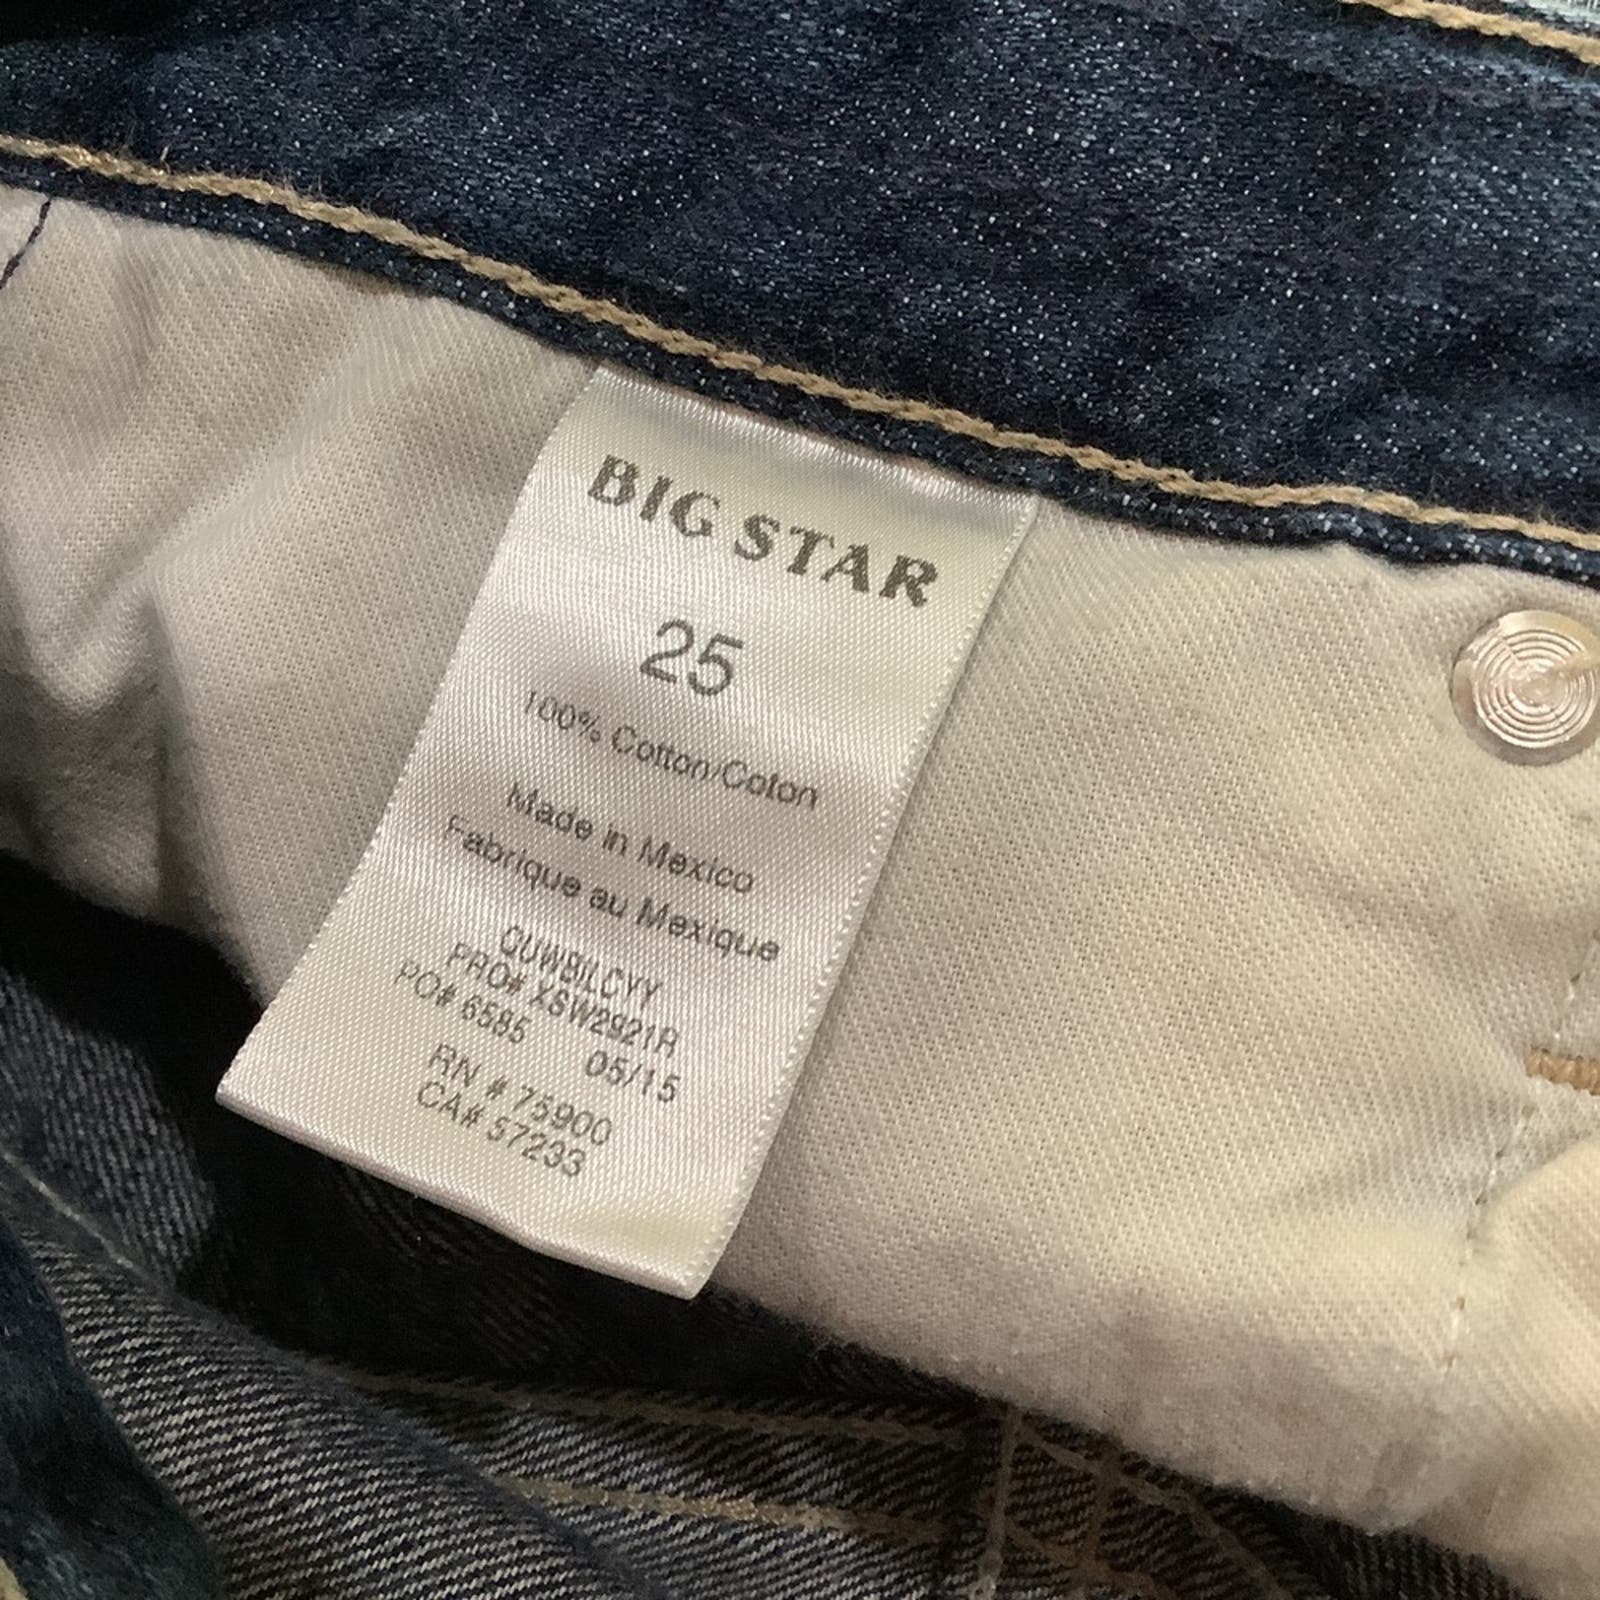 BIG STAR
25
100% Cotton/Coton
Made in Mexico
Fabrique au Mexique
QUWBILCYY
PRO# XSW2921R
PO# 6585 05/15
RN # 75900
CA# 57233